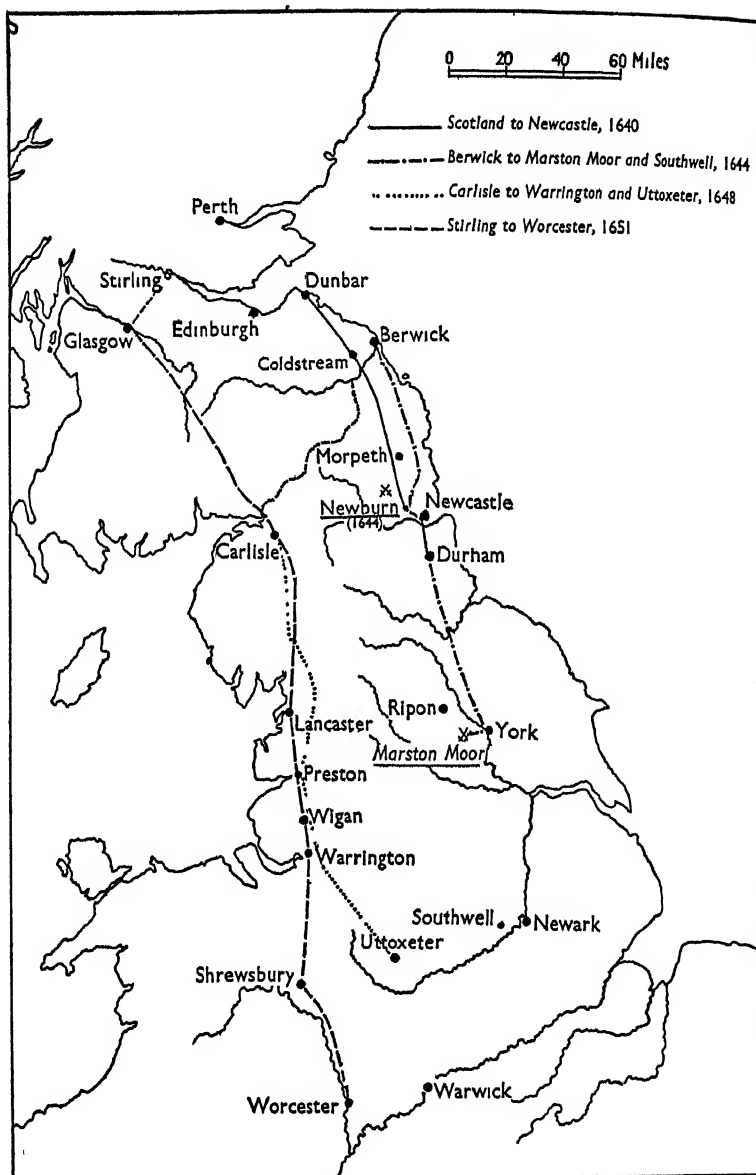 0 20 40 60 Miles
Scotland to Newcastle, 1640
Berwick to Marston Moor and Southwell, 1644
Carlisle to Warrington and Uttoxeter, 1648
Stirling to Worcester, 1651
Perth
Stirling
Dunbar
Edinburgh
Glasgow
Berwick
Coldstream
Morpeth
Newburn
(1644)
Newcastle
Carlisle
Durham
Ripon
Lancaster
York
Marston Moor
Preston
Wigan
Warrington
Southwell
Newark
Uttoxeter
Shrewsbury
Warwick
Worcester